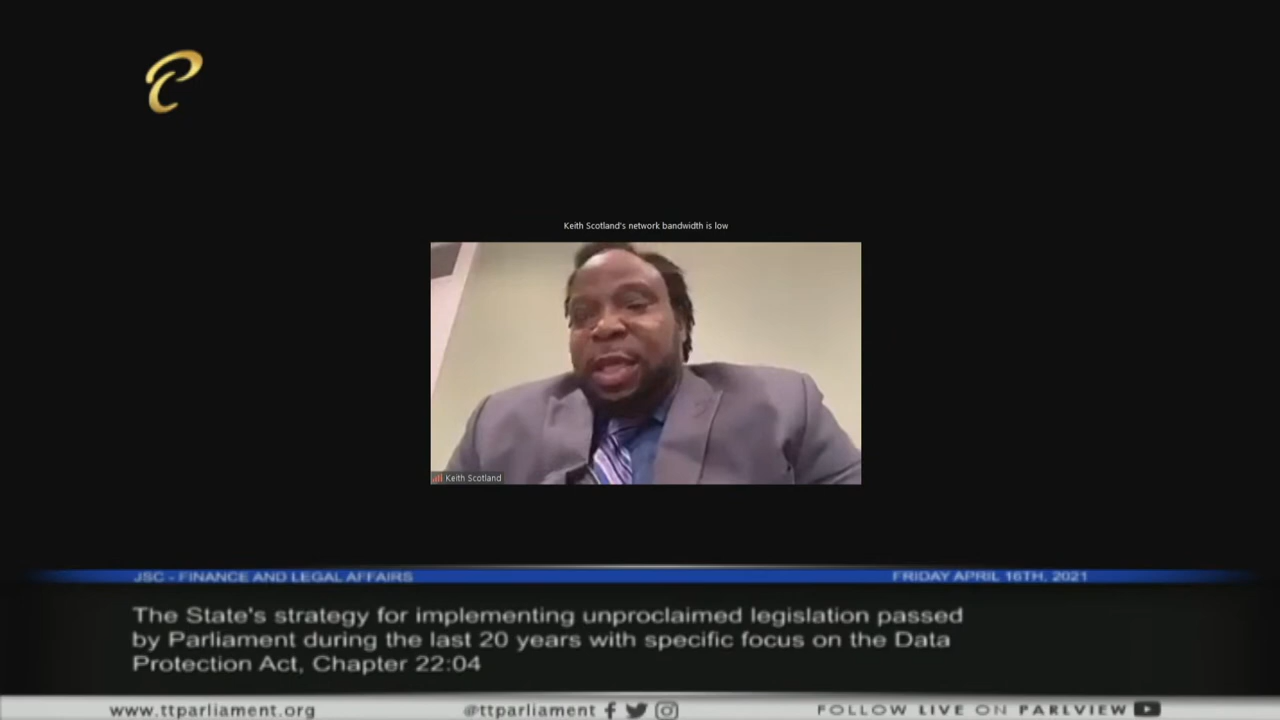 Keith Scotland's network bandwidth is low
Keith Scotland
JSC - FINANCE AND LEGAL AFFAIRS
FRIDAY APRIL 16TH, 2021
The State's strategy for implementing unproclaimed legislation passed
by Parliament during the last 20 years with specific focus on the Data
Protection Act, Chapter 22:04
www.ttparliament.org
@ttparliament
FOLLOW LIVE ON PARLVIEW